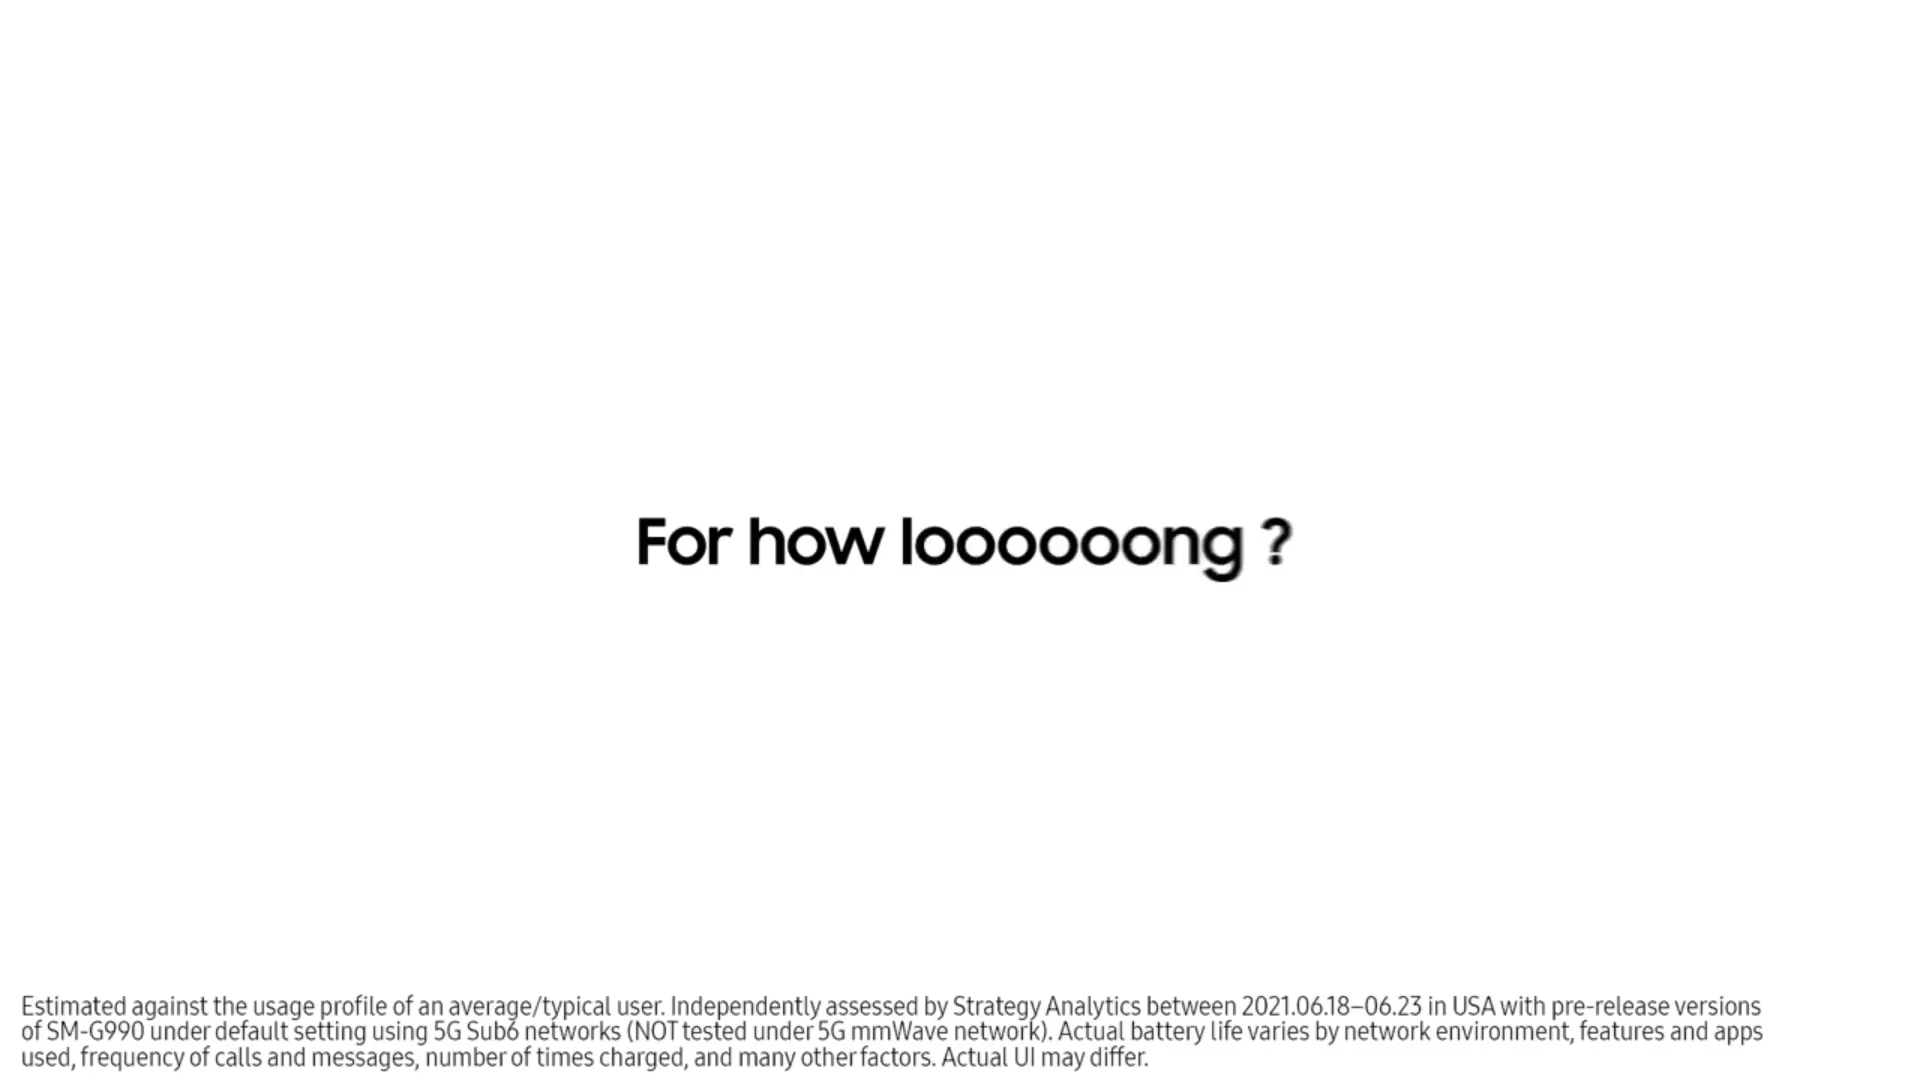 For how looooooong ?
Estimated against the usage profile of an average/typical user. Independently assessed by Strategy Analytics between 2021.06.18–06.23 in USA with pre-release versions
of SM-G990 under default setting using 5G Sub6 networks (NOT tested under 5G mmWave network). Actual battery life varies by network environment, features and apps
used, frequency of calls and messages, number of times charged, and many other factors. Actual UI may differ.